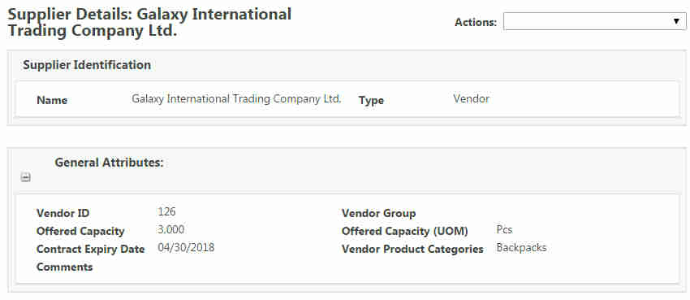 Supplier Details: Galaxy International
Trading Company Ltd.
Actions:
Supplier Identification
Name Galaxy International Trading Company Ltd. Type Vendor
General Attributes:
Vendor ID 126 Vendor Group
Offered Capacity 3.000 Offered Capacity (UOM) Pcs
Contract Expiry Date 04/30/2018 Vendor Product Categories Backpacks
Comments